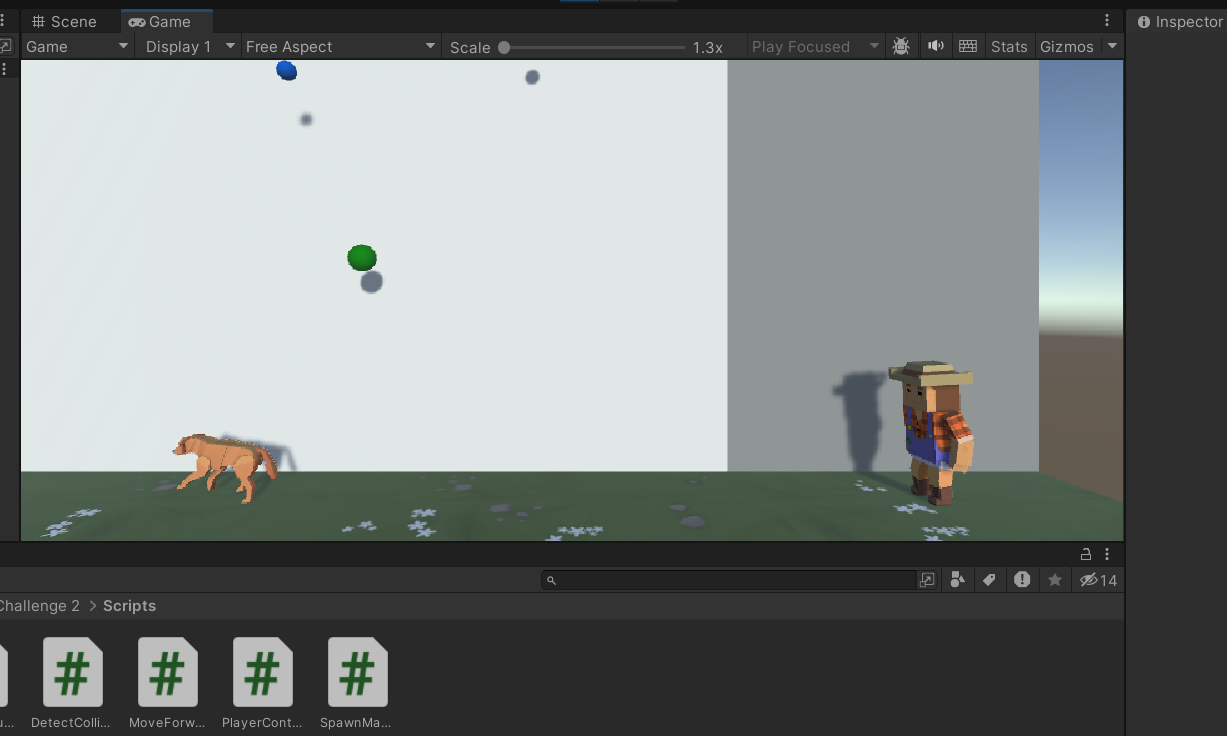 Scene
Game
Inspector
Game
Display 1
Free Aspect
Scale
1.3x
Play Focused
Stats
Gizmos
14
Challenge 2 > Scripts
u...
DetectColli...
MoveForw...
PlayerCont...
SpawnMa...